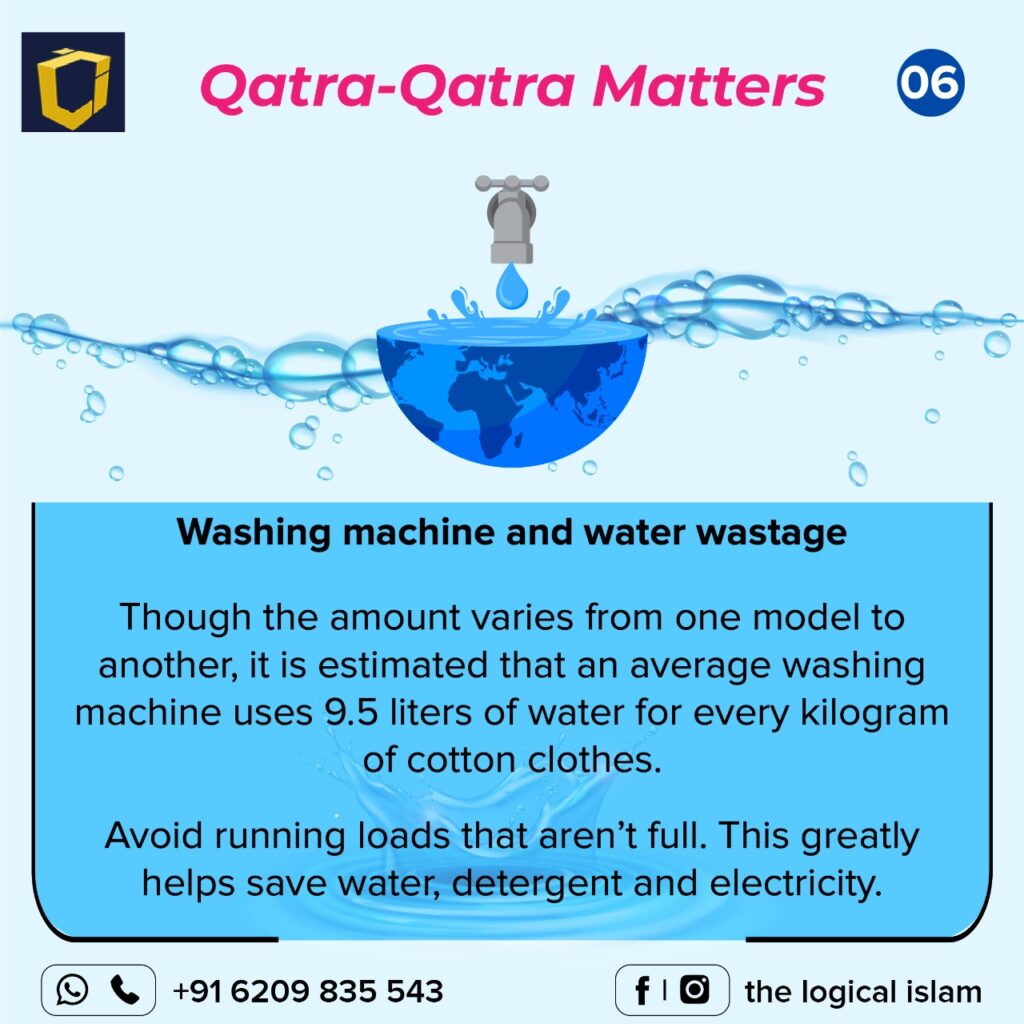 Qatra-Qatra Matters
06
Washing machine and water wastage
Though the amount varies from one model to
another, it is estimated that an average washing
machine uses 9.5 liters of water for every kilogram
of cotton clothes.
Avoid running loads that aren’t full. This greatly
helps save water, detergent and electricity.
+91 6209 835 543
f | the logical islam